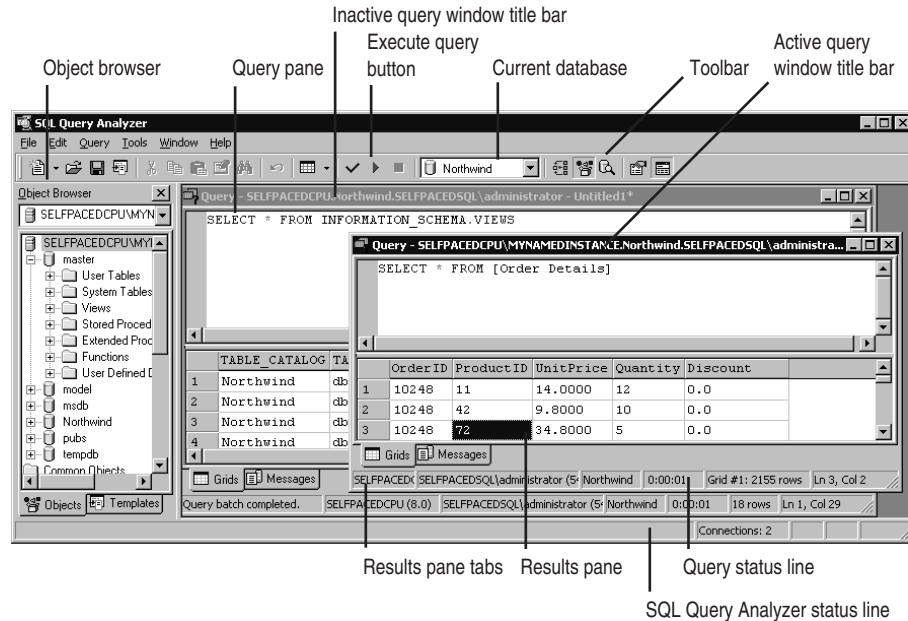 Inactive query window title bar
Execute query button
Active query window title bar
Object browser
Query pane
Current database
Toolbar
SQL Query Analyzer
File Edit Query Tools Window Help
Northwind
Object Browser
Query - SELFPACEDCPU.Northwind.SELFPACEDSQL\administrator - Untitled1*
SELFPACEDCPU\MYN
SELECT * FROM INFORMATION_SCHEMA.VIEWS
SELFPACEDCPU\MYI
master
User Tables
System Tables
Views
Stored Proced
Extended Proc
Functions
User Defined D
model
msdb
Northwind
pubs
tempdb
Common Objects
Objects Templates
Query - SELFPACEDCPU\MYNAMEDINSTANCE.Northwind.SELFPACEDSQL\administra...
SELECT * FROM [Order Details]
TABLE_CATALOG TA
1 Northwind db
2 Northwind db
3 Northwind db
4 Northwind db
Grids Messages
OrderID ProductID UnitPrice Quantity Discount
1 10248 11 14.0000 12 0.0
2 10248 42 9.8000 10 0.0
3 10248 72 34.8000 5 0.0
Grids Messages
SELFPACED( SELFPACEDSQL\administrator (5 Northwind 0:00:01 Grid #1: 2155 rows Ln 3, Col 2
Query batch completed. SELFPACEDCPU (8.0) SELFPACEDSQL\administrator (5 Northwind 0:00:01 18 rows Ln 1, Col 29
Connections: 2
Results pane tabs
Results pane
Query status line
SQL Query Analyzer status line